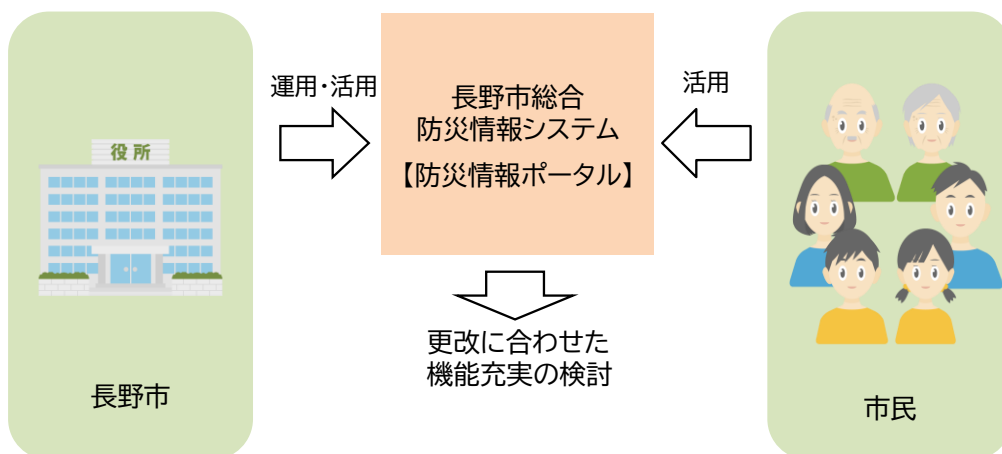 役所
長野市
運用・活用
長野市総合
防災情報システム
【防災情報ポータル】
活用
市民
更改に合わせた
機能充実の検討